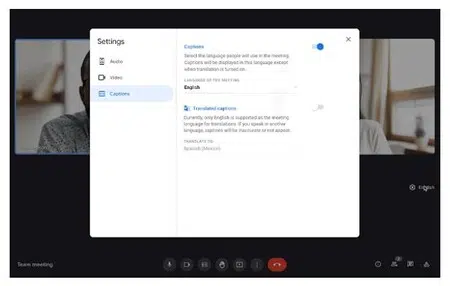 Settings
Audio
Video
Captions
Captions
Select the language people will use in the meeting.
Captions will be displayed in this language except
when translation is turned on.
LANGUAGE OF THE MEETING
English
Translated captions
Currently, only English is supported as the meeting
language for translations. If you speak in another
language, captions will be inaccurate or not appear.
TRANSLATE TO
Spanish (Mexico)
English
Team meeting